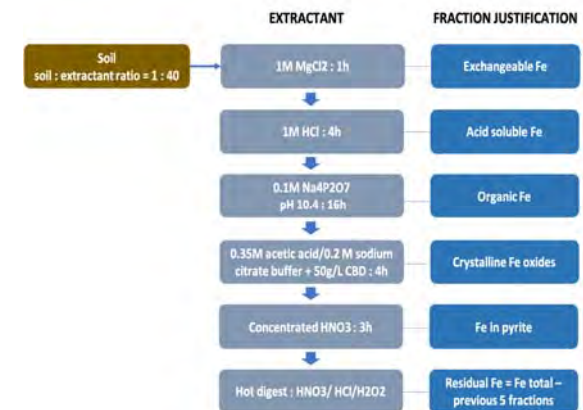 EXTRACTANT
FRACTION JUSTIFICATION
Soil
soil : extractant ratio = 1 : 40
1M MgCl2 : 1h
Exchangeable Fe
1M HCl : 4h
Acid soluble Fe
0.1M Na4P2O7
pH 10.4 : 16h
Organic Fe
0.35M acetic acid/0.2 M sodium
citrate buffer + 50g/L CBD : 4h
Crystalline Fe oxides
Concentrated HNO3 : 3h
Fe in pyrite
Hot digest : HNO3/ HCl/H2O2
Residual Fe = Fe total –
previous 5 fractions